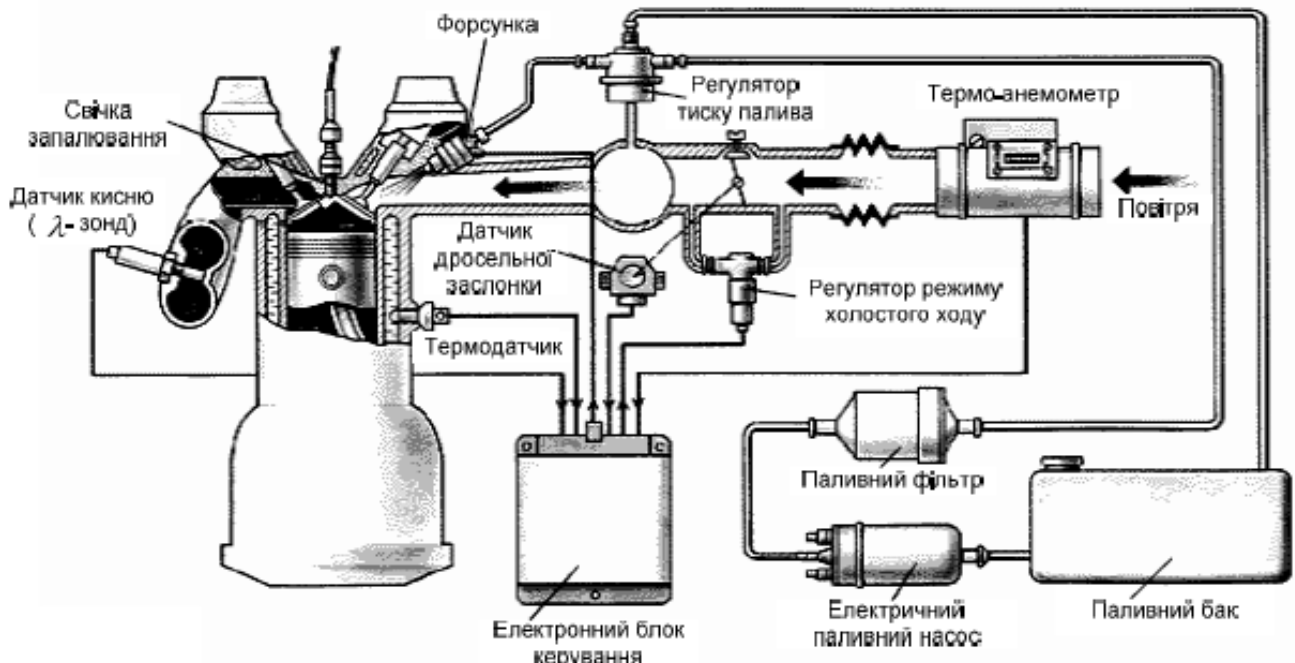 Форсунка
Свічка
запалювання
Регулятор
тиску палива
Термо-анемометр
Датчик кисню
( λ- зонд)
Повітря
Датчик
дросельної
заслонки
Регулятор режиму
холостого ходу
Термодатчик
Паливний фільтр
Електронний блок
керування
Електричний
паливний насос
Паливний бак